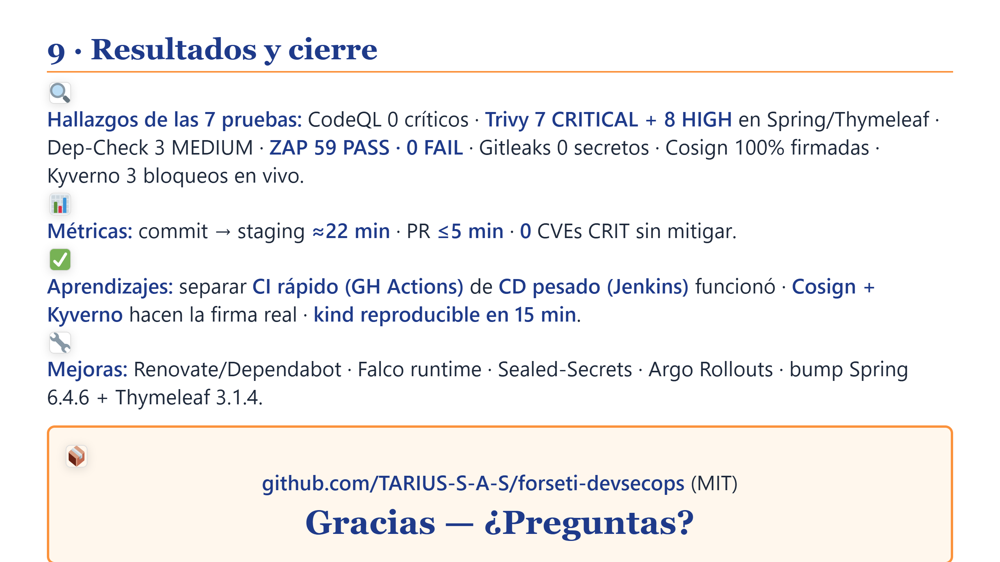 9 · Resultados y cierre
Hallazgos de las 7 pruebas: CodeQL 0 críticos · Trivy 7 CRITICAL + 8 HIGH en Spring/Thymeleaf ·
Dep-Check 3 MEDIUM · ZAP 59 PASS · 0 FAIL · Gitleaks 0 secretos · Cosign 100% firmadas ·
Kyverno 3 bloqueos en vivo.
Métricas: commit → staging ≈22 min · PR ≤5 min · 0 CVEs CRIT sin mitigar.
Aprendizajes: separar CI rápido (GH Actions) de CD pesado (Jenkins) funcionó · Cosign +
Kyverno hacen la firma real · kind reproducible en 15 min.
Mejoras: Renovate/Dependabot · Falco runtime · Sealed-Secrets · Argo Rollouts · bump Spring
6.4.6 + Thymeleaf 3.1.4.
github.com/TARIUS-S-A-S/forseti-devsecops (MIT)
Gracias — ¿Preguntas?